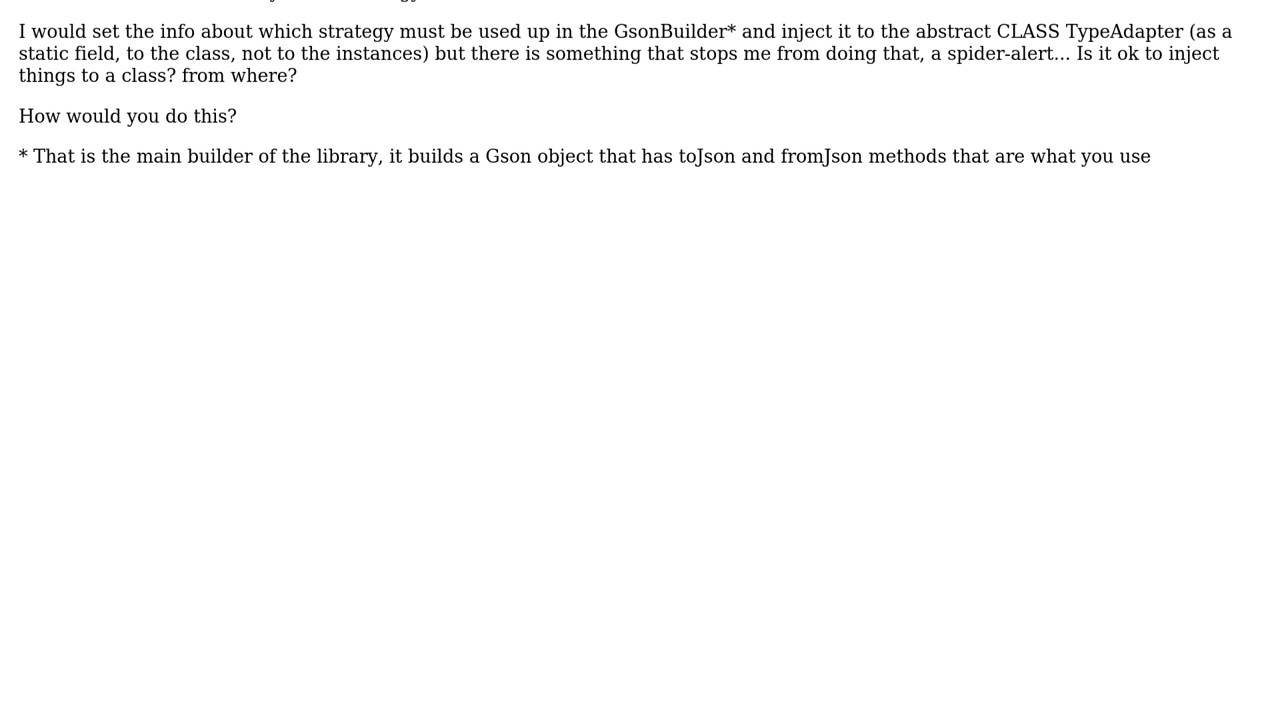 I would set the info about which strategy must be used up in the GsonBuilder* and inject it to the abstract CLASS TypeAdapter (as a
static field, to the class, not to the instances) but there is something that stops me from doing that, a spider-alert... Is it ok to inject
things to a class? from where?
How would you do this?
* That is the main builder of the library, it builds a Gson object that has toJson and fromJson methods that are what you use